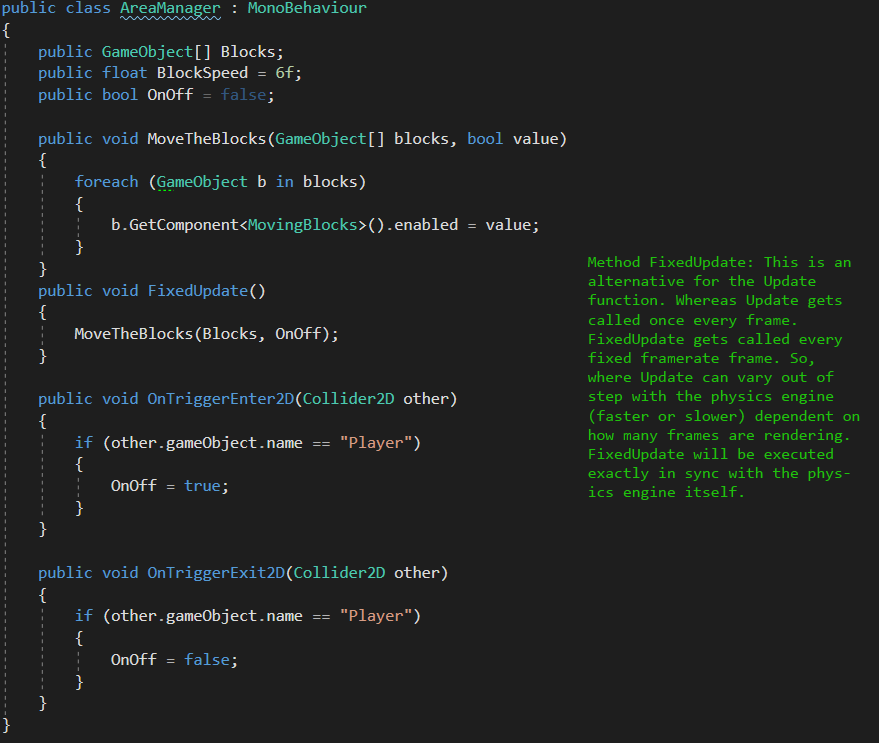 public class AreaManager : MonoBehaviour
{
public GameObject[] Blocks;
public float BlockSpeed = 6f;
public bool OnOff = false;
public void MoveTheBlocks(GameObject[] blocks, bool value)
{
foreach (GameObject b in blocks)
{
b.GetComponent<MovingBlocks>().enabled = value;
}
}
public void FixedUpdate()
{
MoveTheBlocks(Blocks, OnOff);
}
public void OnTriggerEnter2D(Collider2D other)
{
if (other.gameObject.name == "Player")
{
OnOff = true;
}
}
public void OnTriggerExit2D(Collider2D other)
{
if (other.gameObject.name == "Player")
{
OnOff = false;
}
}
}
Method FixedUpdate: This is an
alternative for the Update
function. Whereas Update gets
called once every frame.
FixedUpdate gets called every
fixed framerate frame. So,
where Update can vary out of
step with the physics engine
(faster or slower) dependent on
how many frames are rendering.
FixedUpdate will be executed
exactly in sync with the phys-
ics engine itself.